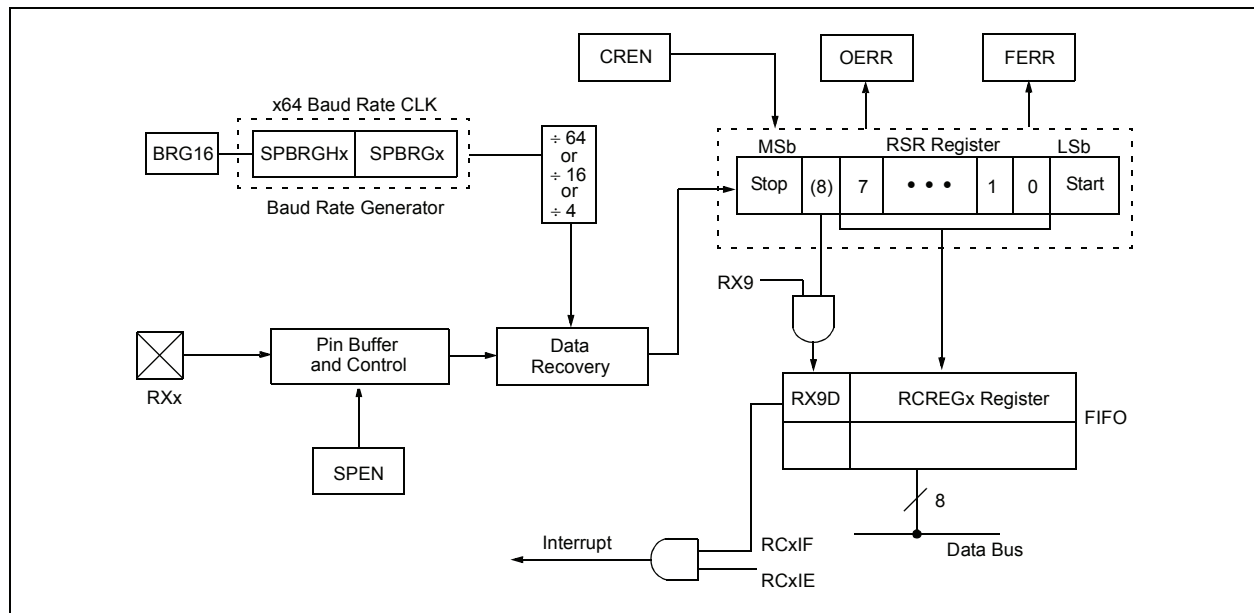 CREN
OERR
FERR
x64 Baud Rate CLK
BRG16
SPBRGHx
SPBRGx
Baud Rate Generator
÷ 64
or
÷ 16
or
÷ 4
MSb
RSR Register
LSb
Stop
(8)
7
• • •
1
0
Start
RX9
RXx
Pin Buffer
and Control
Data
Recovery
SPEN
RX9D
RCREGx Register
FIFO
8
Data Bus
Interrupt
RCxIF
RCxIE